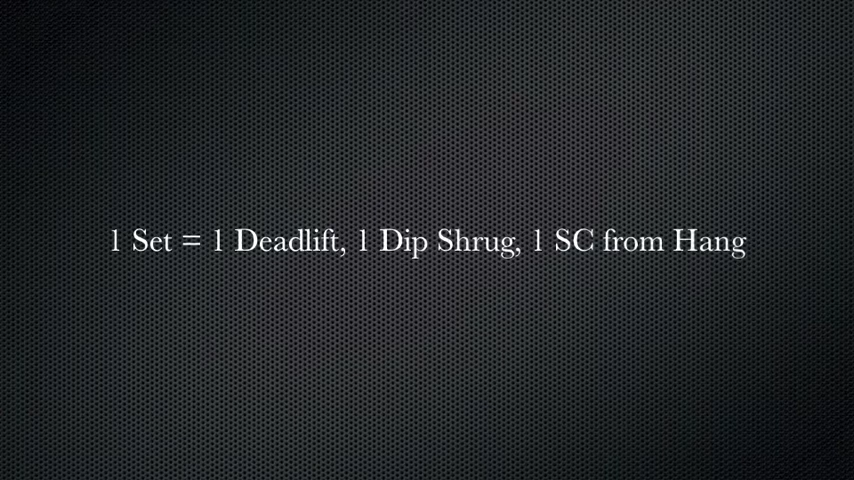 1 Set = 1 Deadlift, 1 Dip Shrug, 1 SC from Hang